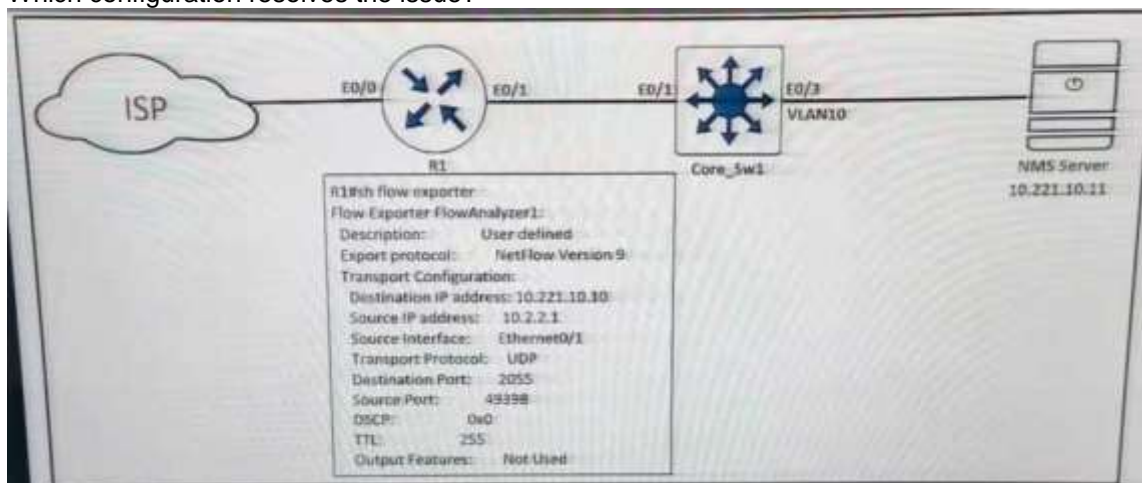 Which configuration resolves the issue?
ISP
E0/0
E0/1
E0/1
E0/3
VLAN10
R1
Core_Sw1
NMS Server
10.221.10.11
R1#sh flow exporter
Flow Exporter FlowAnalyzer1:
Description: User defined
Export protocol: NetFlow Version 9
Transport Configuration:
Destination IP address: 10.221.10.10
Source IP address: 10.2.2.1
Source Interface: Ethernet0/1
Transport Protocol: UDP
Destination Port: 2055
Source Port: 49398
DSCP: 0x0
TTL: 255
Output Features: Not Used